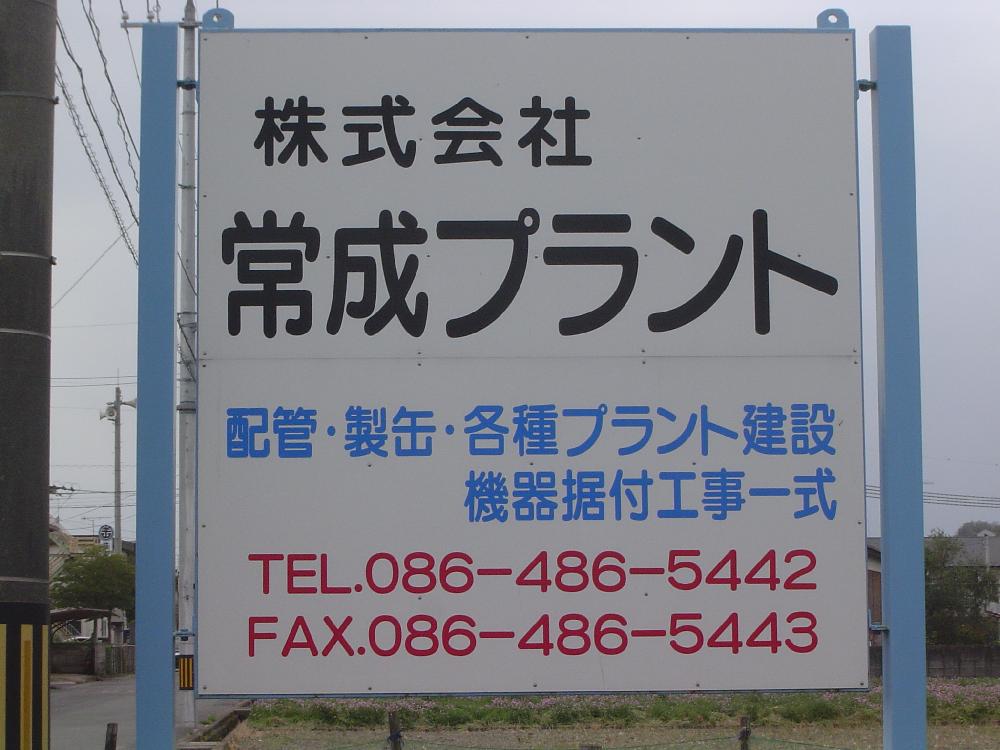 株式会社
常成プラント
配管・製缶・各種プラント建設
機器据付工事一式
TEL.086-486-5442
FAX.086-486-5443